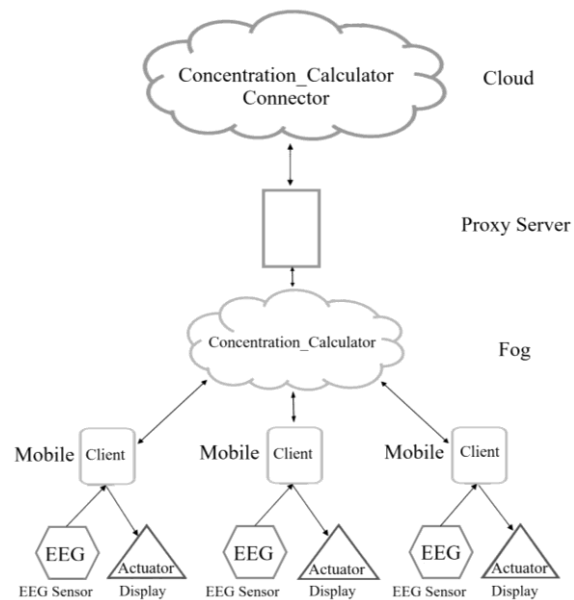 Concentration_Calculator
Connector
Cloud
Proxy Server
Concentration_Calculator
Fog
Mobile
Client
Mobile
Client
Mobile
Client
EEG
Actuator
EEG
Actuator
EEG
Actuator
EEG Sensor
Display
EEG Sensor
Display
EEG Sensor
Display